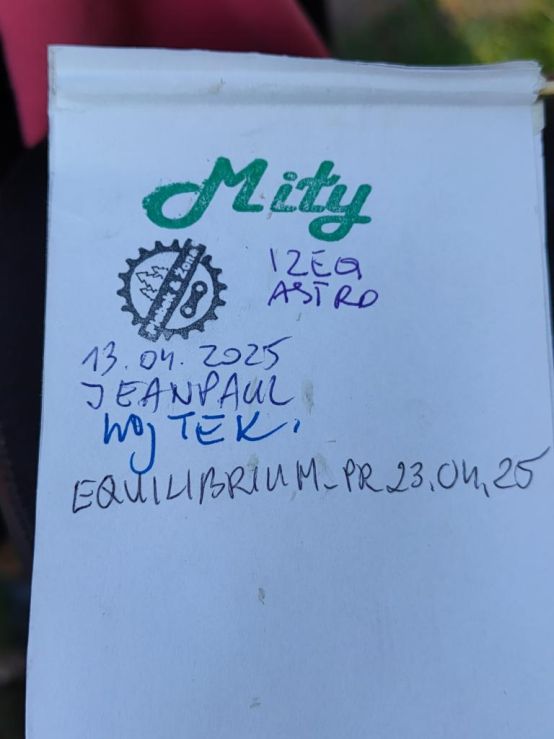 Mity
IZEQ
ASTRO
13.04.2025
JEANPAUL
WOJTEK.
EQUILIBRIUM_PR 23.04.25